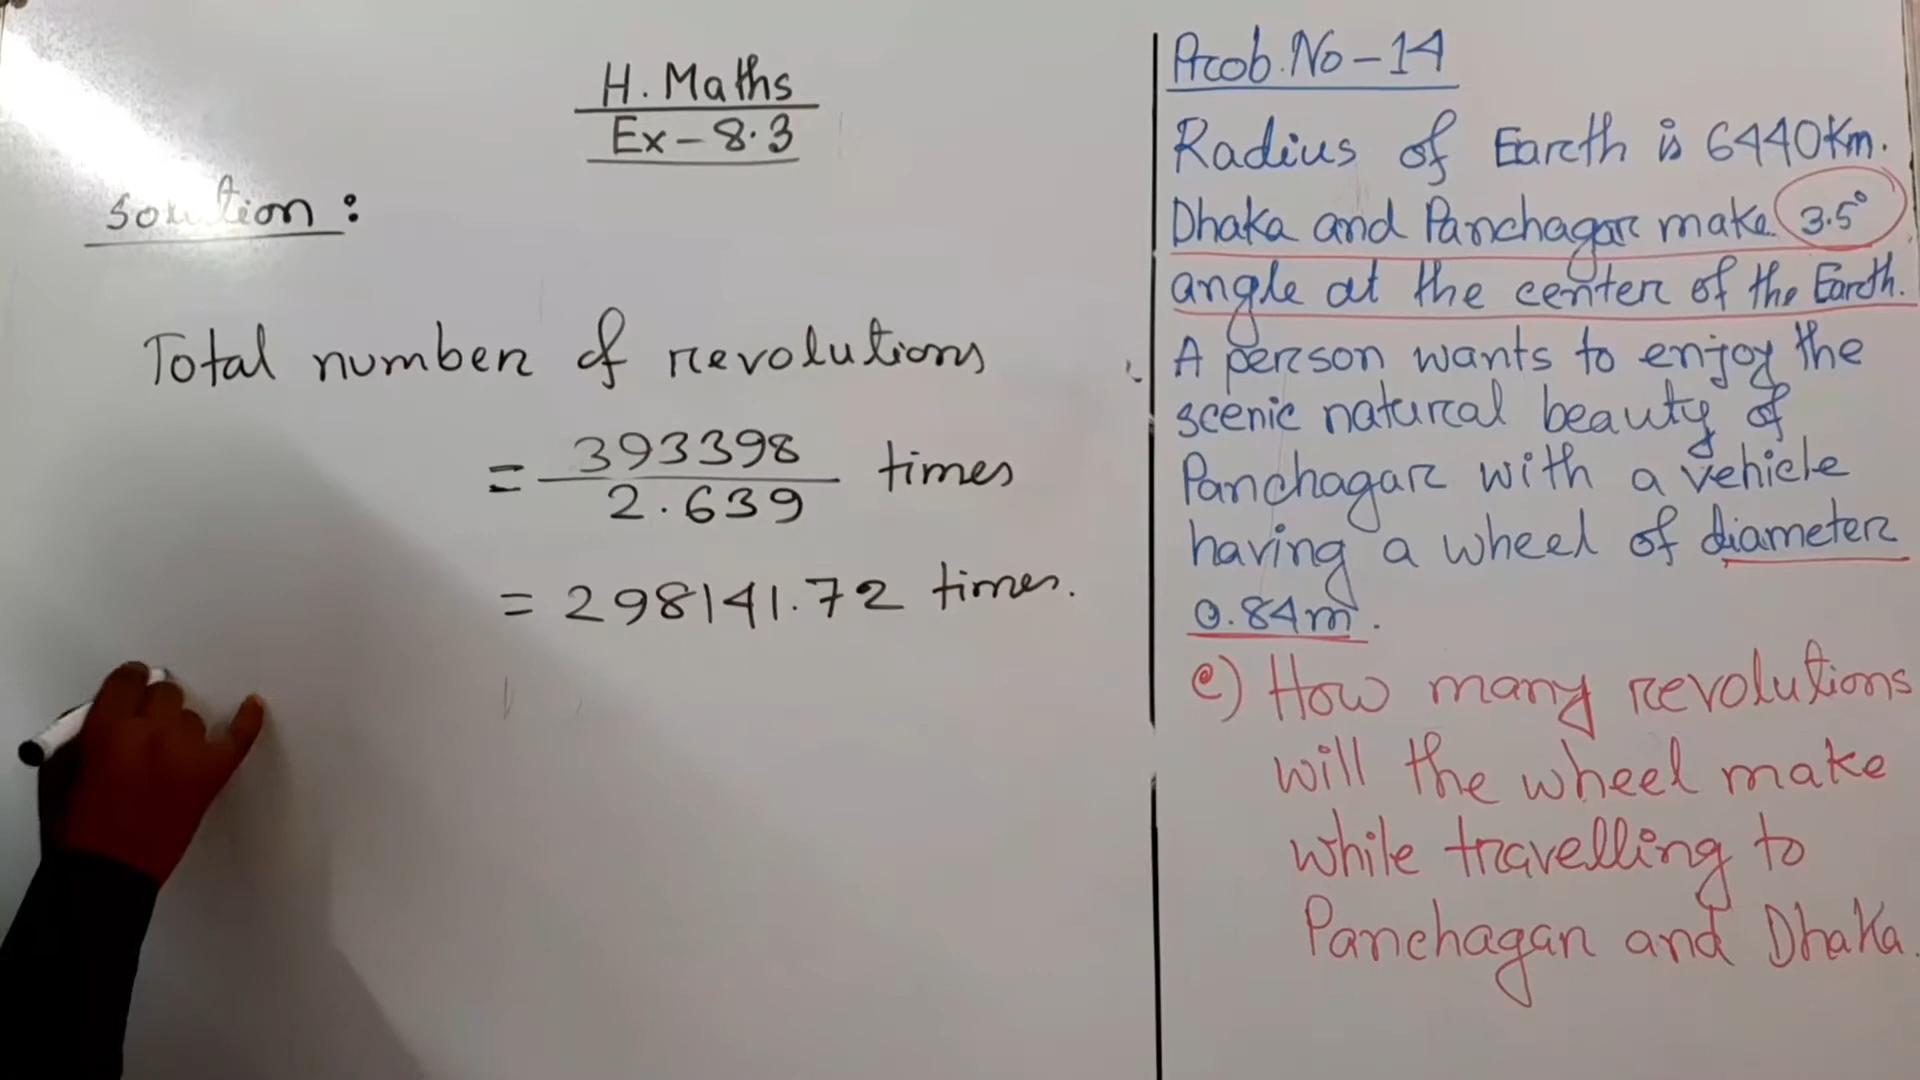 H. Maths
Ex - 8.3
Solution :
Total number of revolutions
= 393398 / 2.639 times
= 298141.72 times.
Prob. No - 14
Radius of Earth is 6440 Km.
Dhaka and Panchagar make 3.5°
angle at the center of the Earth.
A person wants to enjoy the
scenic natural beauty of
Panchagar with a vehicle
having a wheel of diameter
0.84m.
e) How many revolutions
will the wheel make
while travelling to
Panchagan and Dhaka.